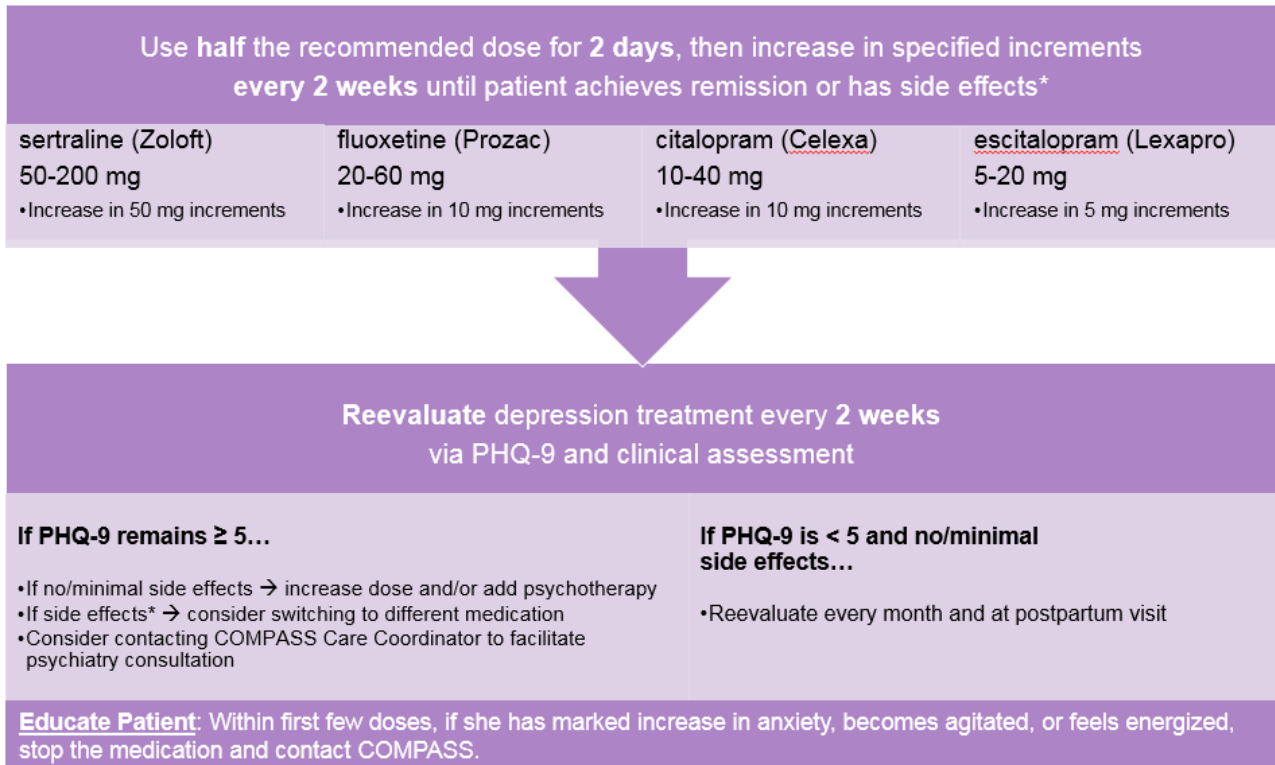 Use half the recommended dose for 2 days, then increase in specified increments
every 2 weeks until patient achieves remission or has side effects*
sertraline (Zoloft)
50-200 mg
•Increase in 50 mg increments
fluoxetine (Prozac)
20-60 mg
•Increase in 10 mg increments
citalopram (Celexa)
10-40 mg
•Increase in 10 mg increments
escitalopram (Lexapro)
5-20 mg
•Increase in 5 mg increments
Reevaluate depression treatment every 2 weeks
via PHQ-9 and clinical assessment
If PHQ-9 remains ≥ 5…
•If no/minimal side effects → increase dose and/or add psychotherapy
•If side effects* → consider switching to different medication
•Consider contacting COMPASS Care Coordinator to facilitate
psychiatry consultation
If PHQ-9 is < 5 and no/minimal
side effects…
•Reevaluate every month and at postpartum visit
Educate Patient: Within first few doses, if she has marked increase in anxiety, becomes agitated, or feels energized,
stop the medication and contact COMPASS.